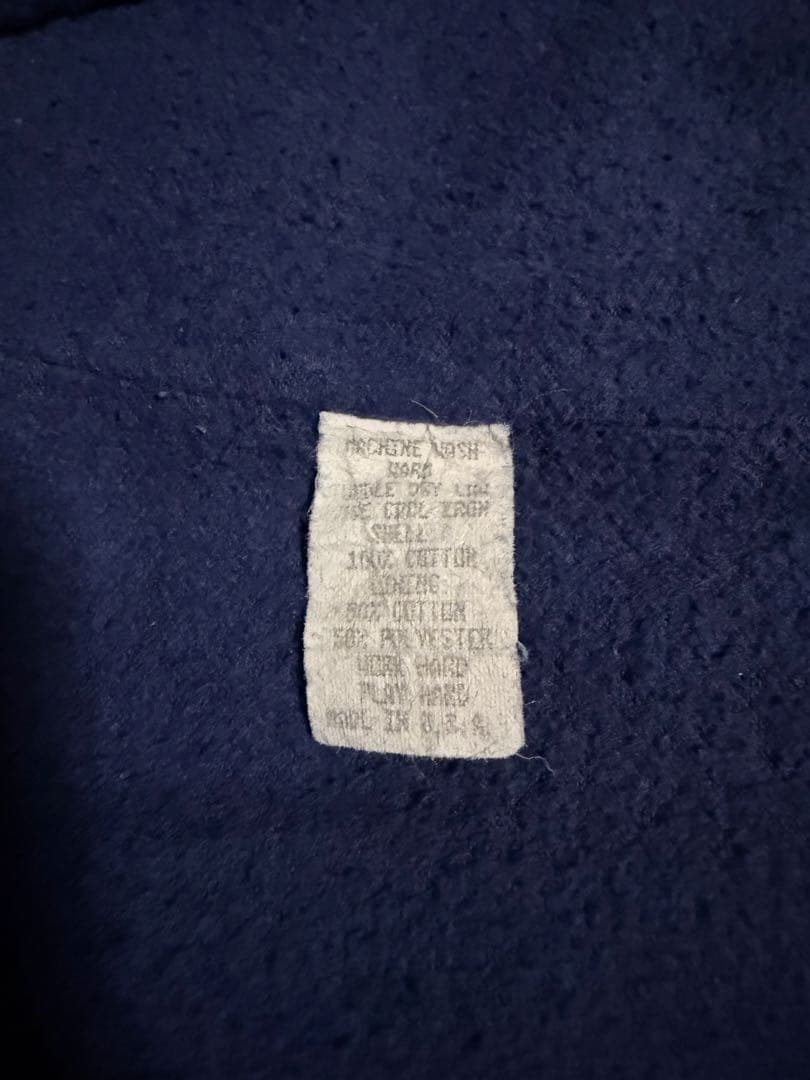 MACHINE WASH
WARM
TUMBLE DRY LOW
USE COOL IRON
SHELL
100% COTTON
LINING
50% COTTON
50% POLYESTER
WORK HARD
PLAY HARD
MADE IN U.S.A.